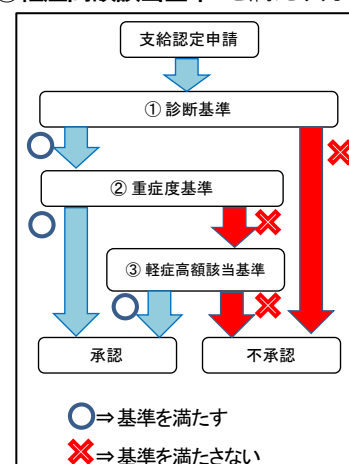 支給認定申請
① 診断基準
② 重症度基準
③ 軽症高額該当基準
承認
不承認
⇒基準を満たす
⇒基準を満たさない